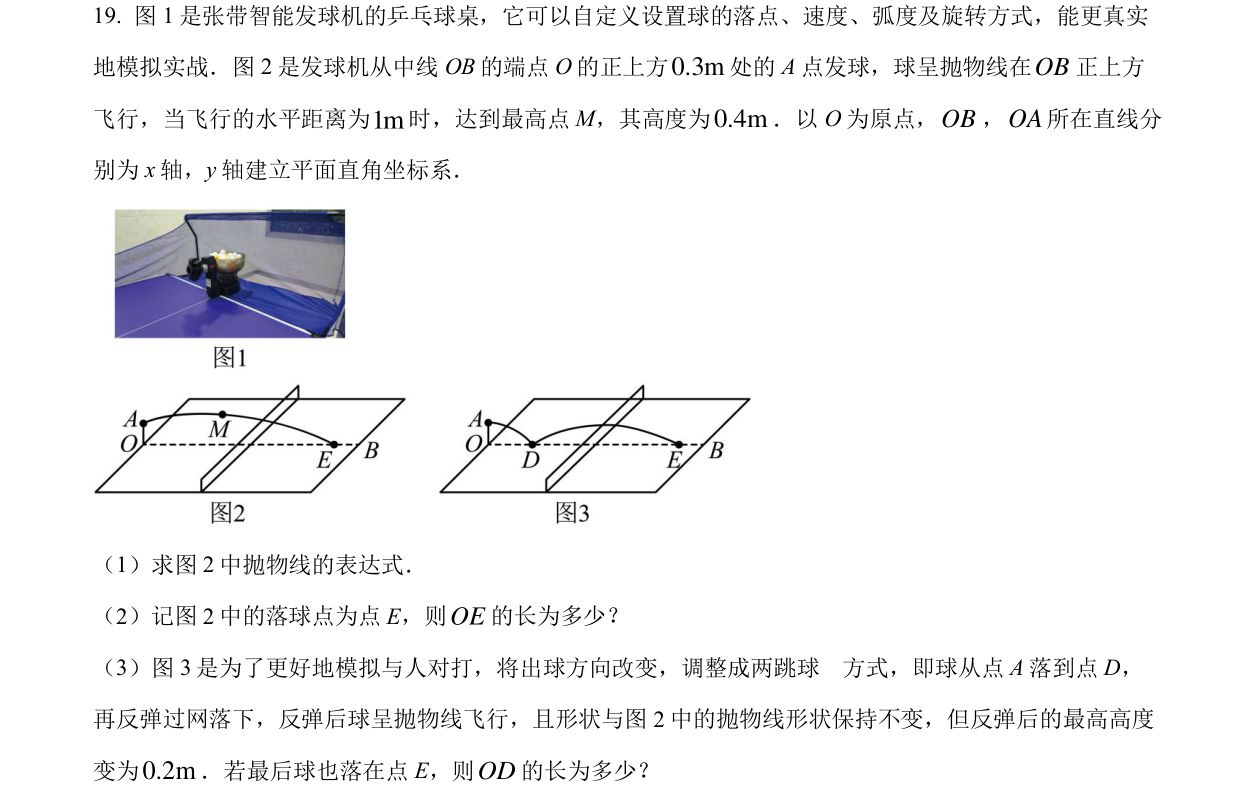 19. 图 1 是张带智能发球机的乒乓球桌，它可以自定义设置球的落点、速度、弧度及旋转方式，能更真实
地模拟实战．图 2 是发球机从中线 OB 的端点 O 的正上方0.3m 处的 A 点发球，球呈抛物线在OB 正上方
飞行，当飞行的水平距离为1m时，达到最高点 M，其高度为0.4m．以 O 为原点，OB，OA所在直线分
别为 x 轴，y 轴建立平面直角坐标系．
图1
A
M
O
E
B
图2
A
O
D
E
B
图3
（1）求图 2 中抛物线的表达式．
（2）记图 2 中的落球点为点 E，则OE 的长为多少？
（3）图 3 是为了更好地模拟与人对打，将出球方向改变，调整成两跳球 方式，即球从点 A 落到点 D，
再反弹过网落下，反弹后球呈抛物线飞行，且形状与图 2 中的抛物线形状保持不变，但反弹后的最高高度
变为0.2m．若最后球也落在点 E，则OD 的长为多少？